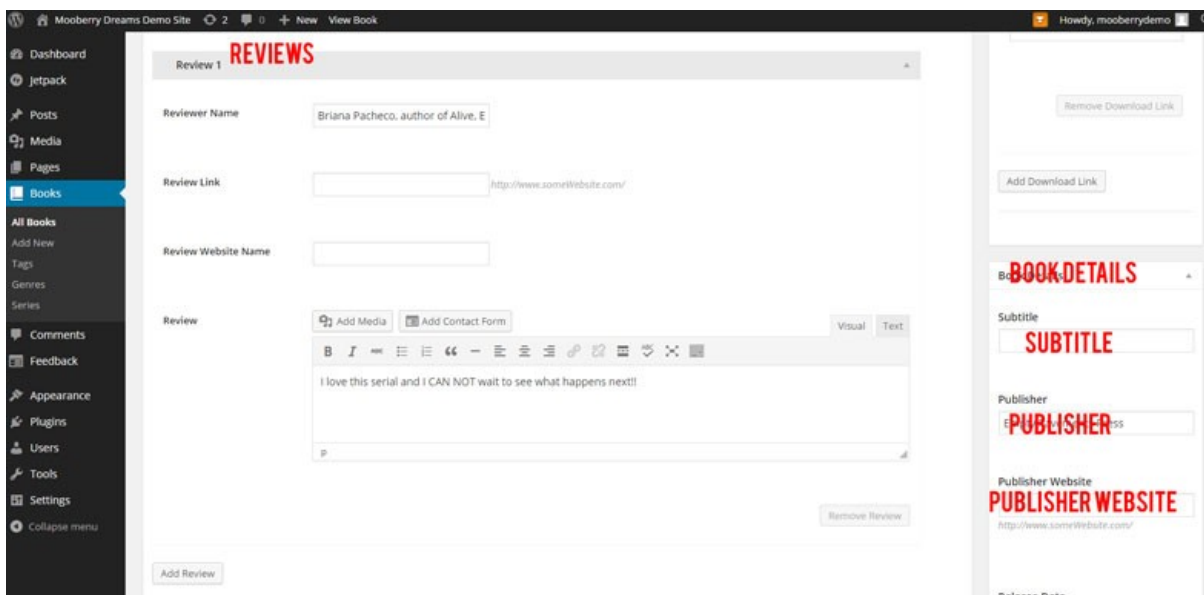 Mooberry Dreams Demo Site 2 0 + New View Book Howdy, mooberrydemo
Dashboard
Jetpack
Posts
Media
Pages
Books
All Books
Add New
Tags
Genres
Series
Comments
Feedback
Appearance
Plugins
Users
Tools
Settings
Collapse menu
REVIEWS
Review 1
Reviewer Name
Briana Pacheco, author of Alive, E
Review Link
http://www.someWebsite.com/
Review Website Name
Review
Add Media Add Contact Form
Visual Text
B I ABC
I love this serial and I CAN NOT wait to see what happens next!!
P
Remove Review
Add Review
Remove Download Link
Add Download Link
BOOK DETAILS
Subtitle
SUBTITLE
Publisher
PUBLISHER
Publisher Website
PUBLISHER WEBSITE
http://www.someWebsite.com/